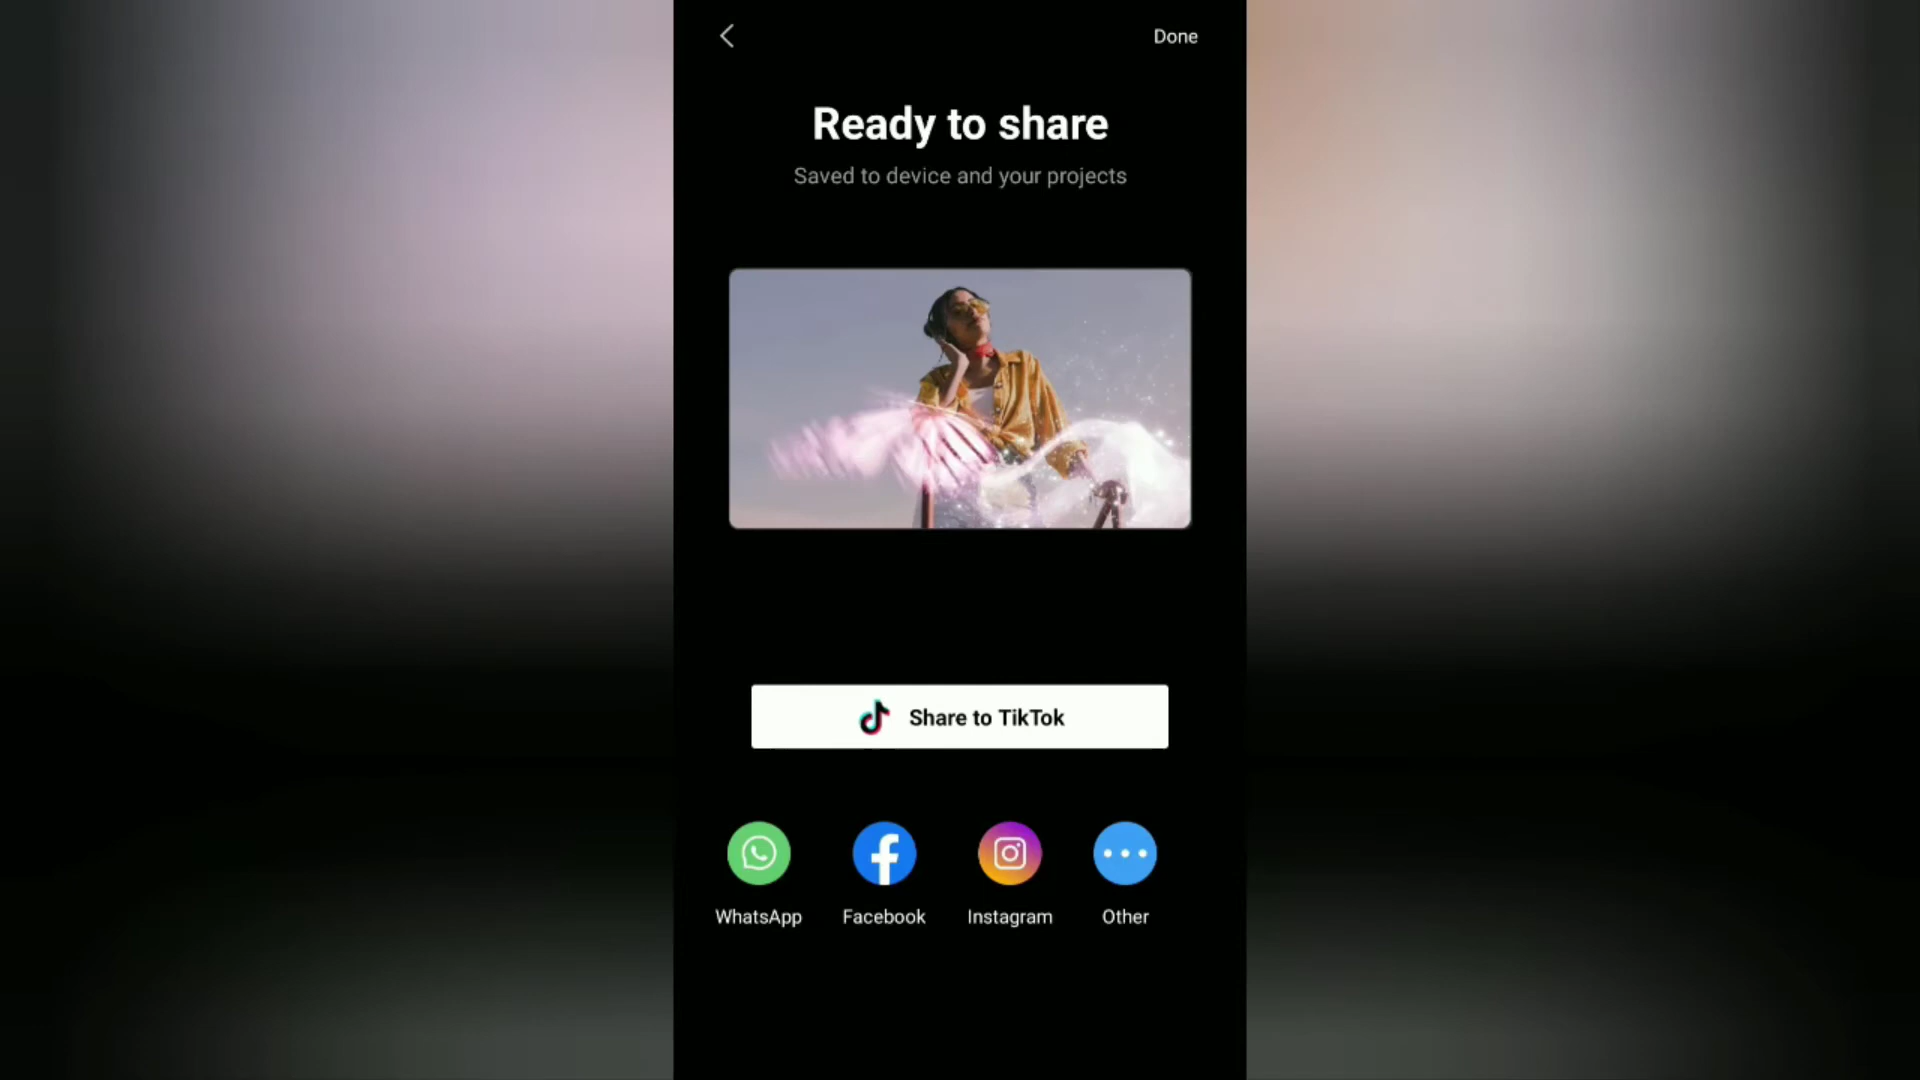 Done
Ready to share
Saved to device and your projects
Share to TikTok
WhatsApp
Facebook
Instagram
Other